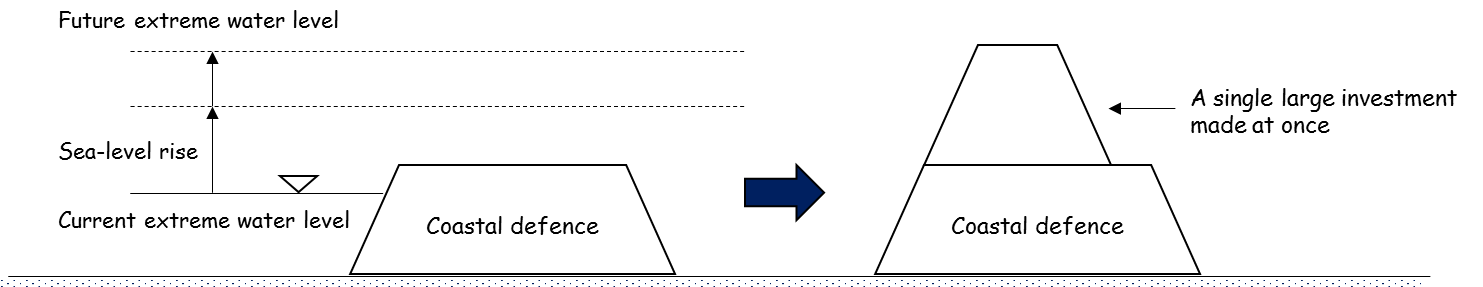 Future extreme water level
Sea-level rise
Current extreme water level
Coastal defence
A single large investment
made at once
Coastal defence